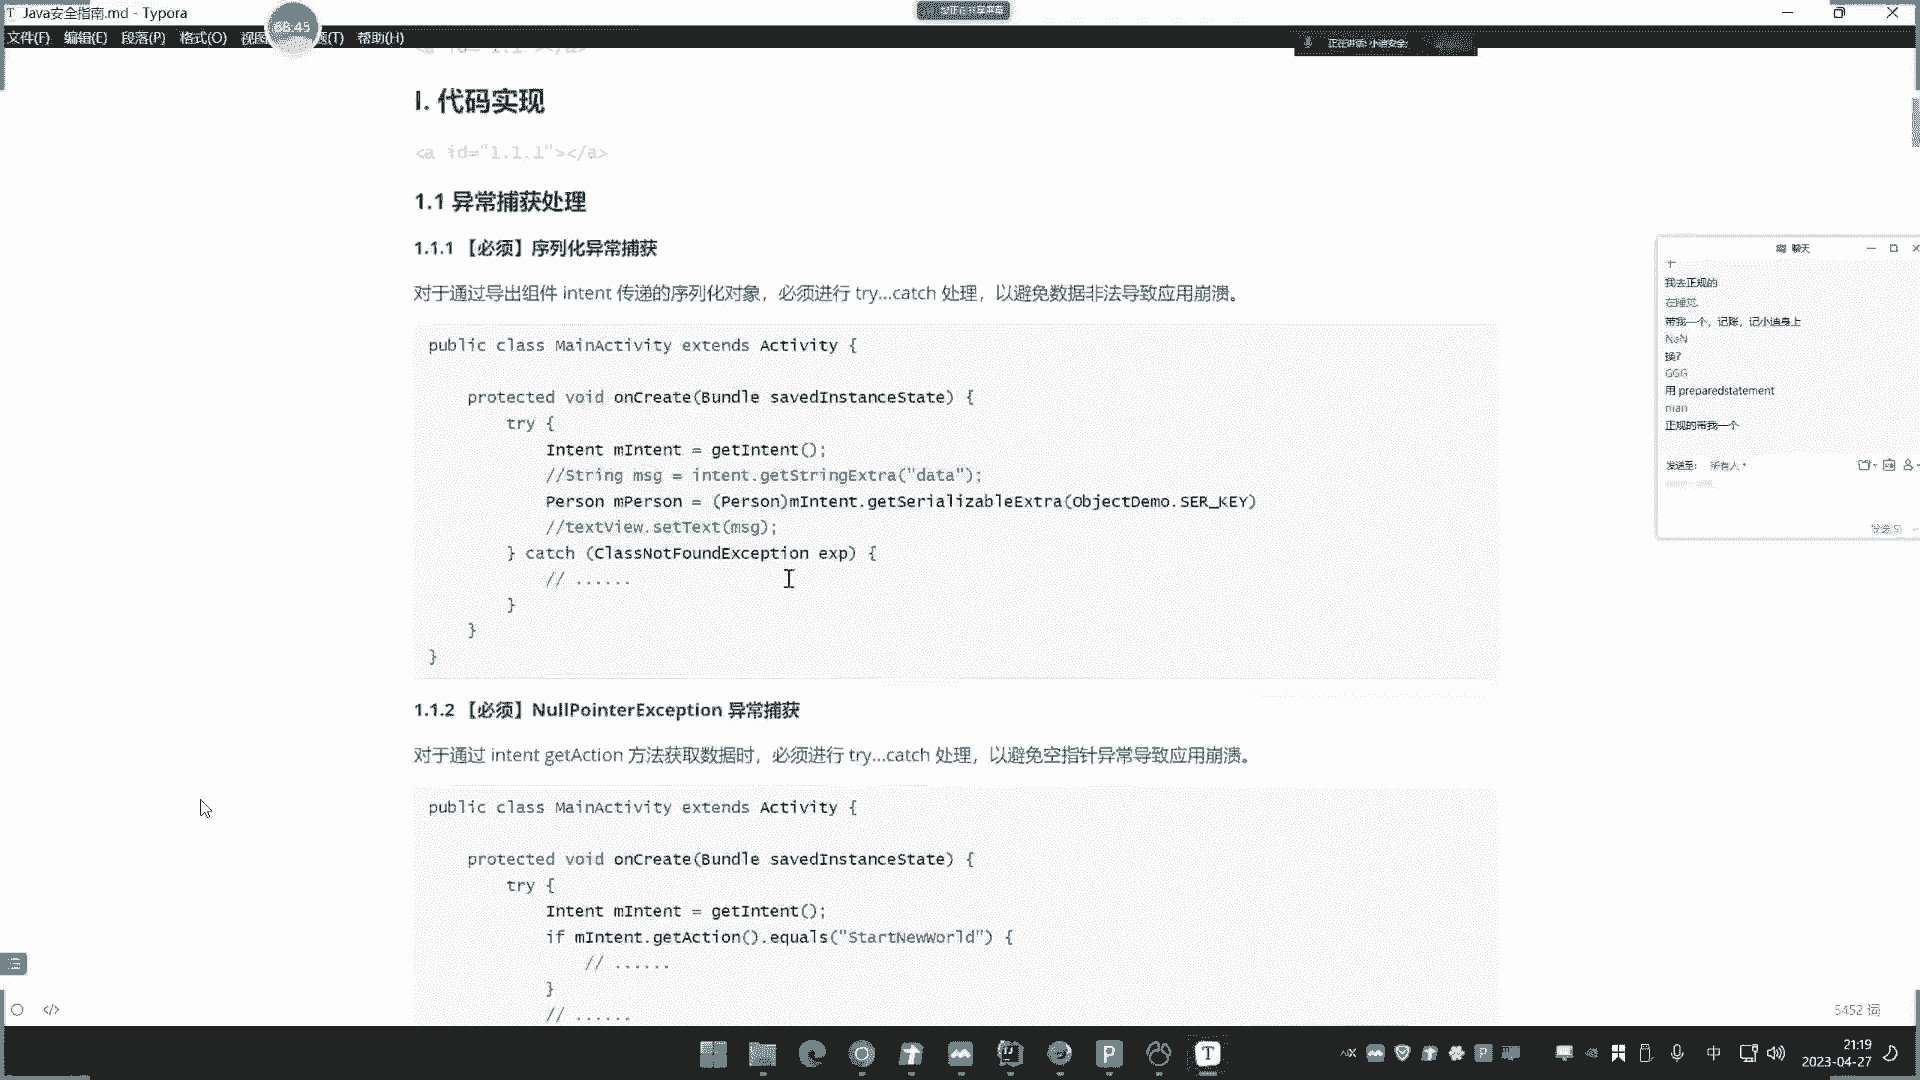 Java安全指南.md - Typora
68:45
文件(F) 编辑(E) 段落(P) 格式(O) 视图 题(T) 帮助(H)
正在讲话: 小迪安全;
I. 代码实现
<a id="1.1.1"></a>
1.1 异常捕获处理
1.1.1 【必须】序列化异常捕获
对于通过导出组件 intent 传递的序列化对象，必须进行 try...catch 处理，以避免数据非法导致应用崩溃。
public class MainActivity extends Activity {
protected void onCreate(Bundle savedInstanceState) {
try {
Intent mIntent = getIntent();
//String msg = intent.getStringExtra("data");
Person mPerson = (Person)mIntent.getSerializableExtra(ObjectDemo.SER_KEY)
//textView.setText(msg);
} catch (ClassNotFoundException exp) {
// ......
}
}
}
1.1.2 【必须】NullPointerException 异常捕获
对于通过 intent getAction 方法获取数据时，必须进行 try...catch 处理，以避免空指针异常导致应用崩溃。
public class MainActivity extends Activity {
protected void onCreate(Bundle savedInstanceState) {
try {
Intent mIntent = getIntent();
if mIntent.getAction().equals("StartNewWorld") {
// ......
}
// ......
聊天
我去正规的
在睡觉.
带我一个，记账，记小迪身上
NaN
换?
GGG
用 preparedstatement
man
正规的带我一个
发送至: 所有人
发送(S)
5452 词
中
21:19
2023-04-27